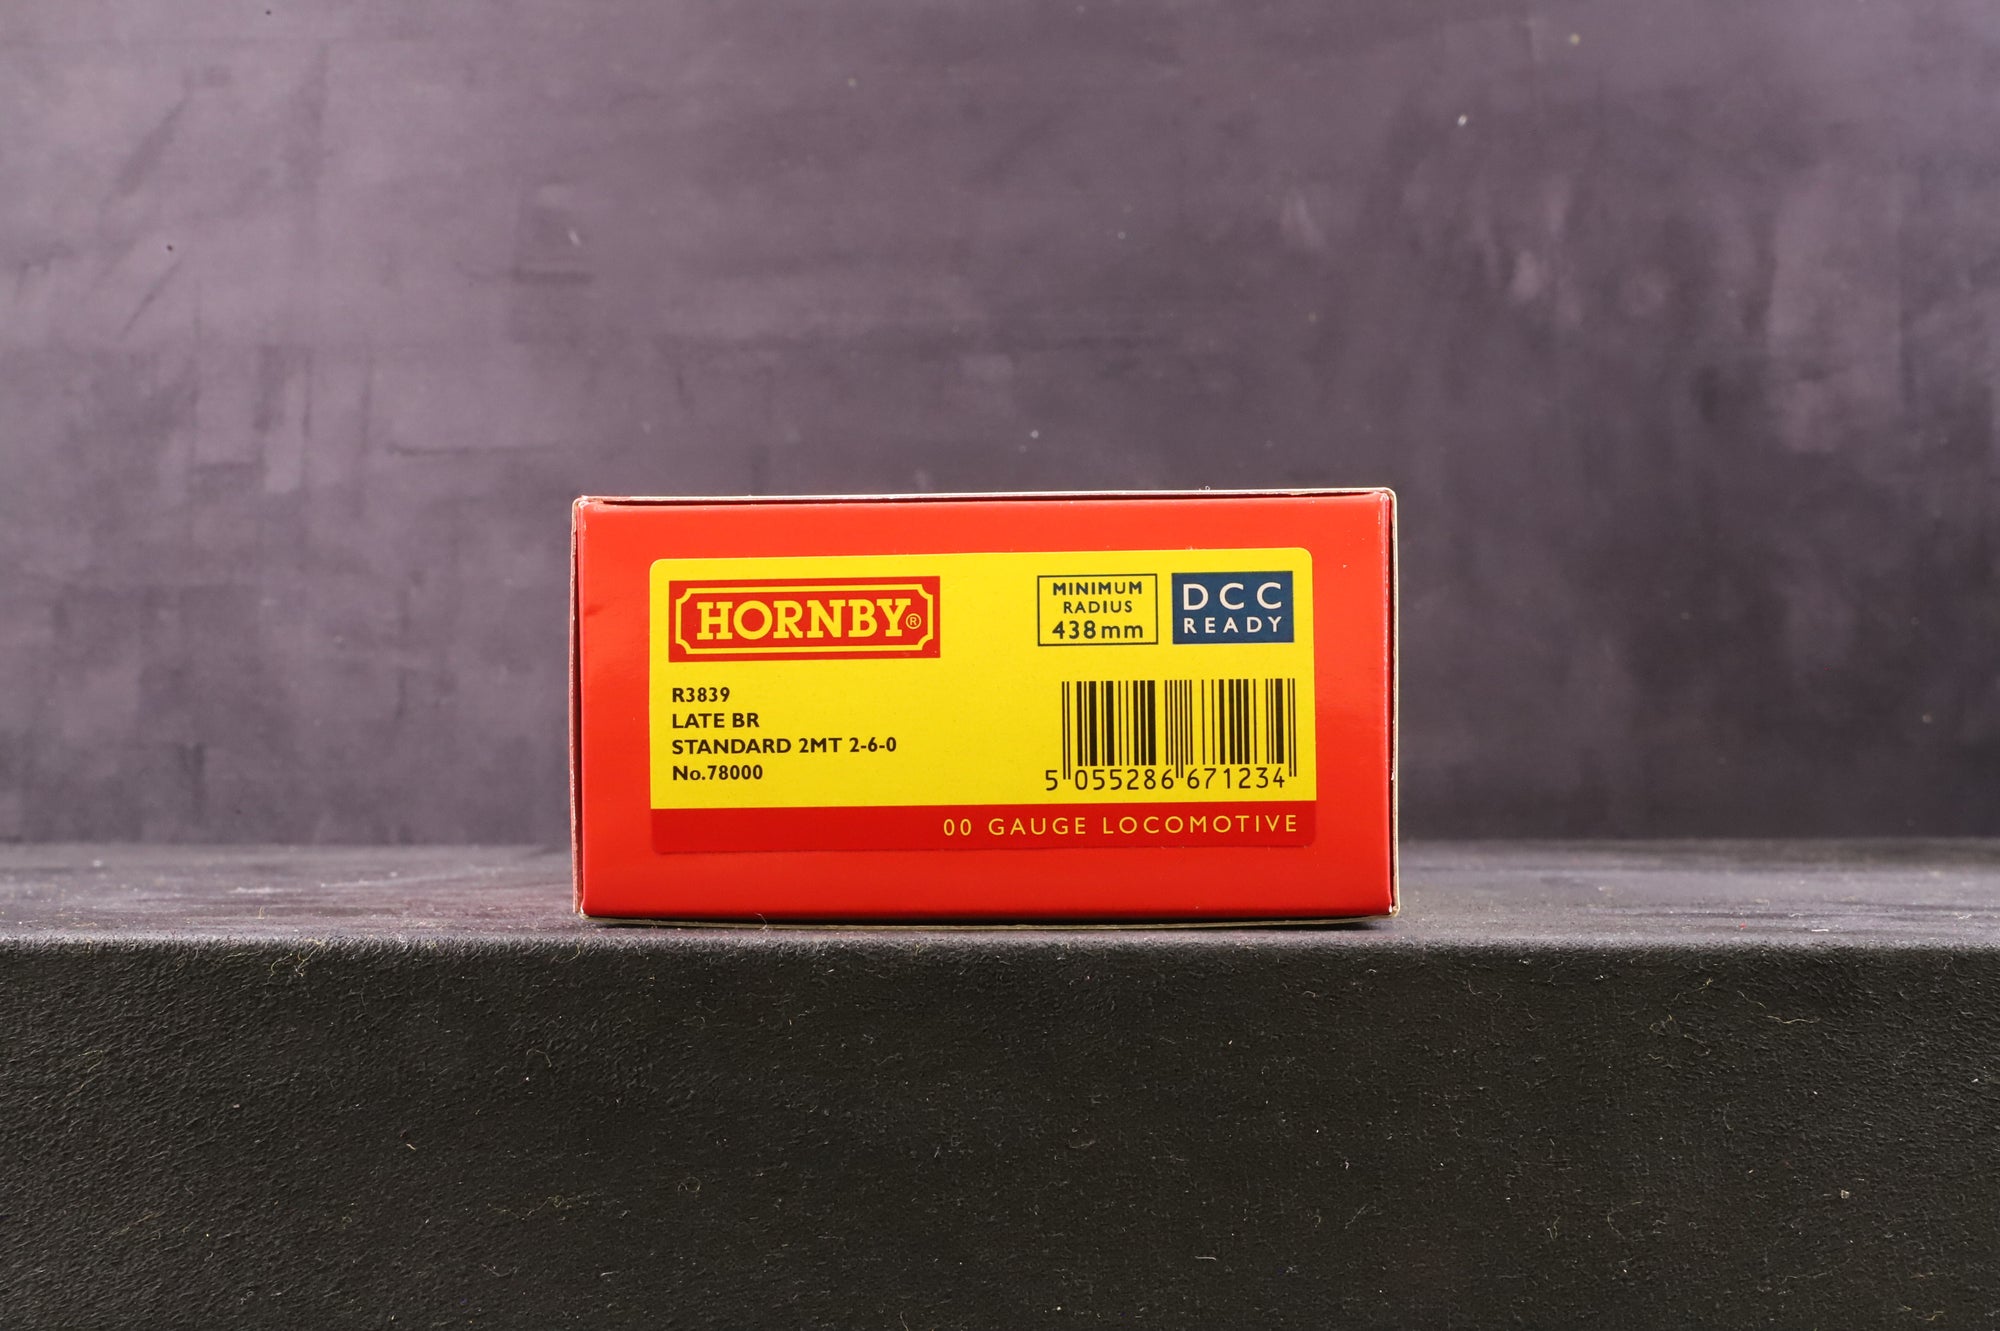 HORNBY®
MINIMUM
RADIUS
438mm
DCC
READY
R3839
LATE BR
STANDARD 2MT 2-6-0
No.78000
5 055286 671234
00 GAUGE LOCOMOTIVE